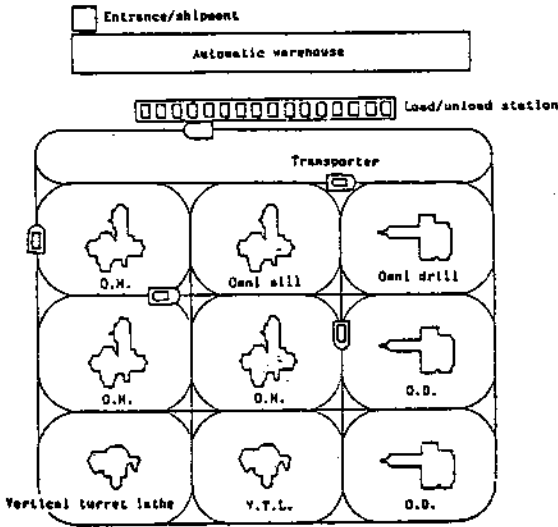 Entrance/shipment
Automatic warehouse
Load/unload station
Transporter
O.M.
Omni mill
Omni drill
O.M.
O.M.
O.D.
Vertical turret lathe
V.T.L.
O.D.